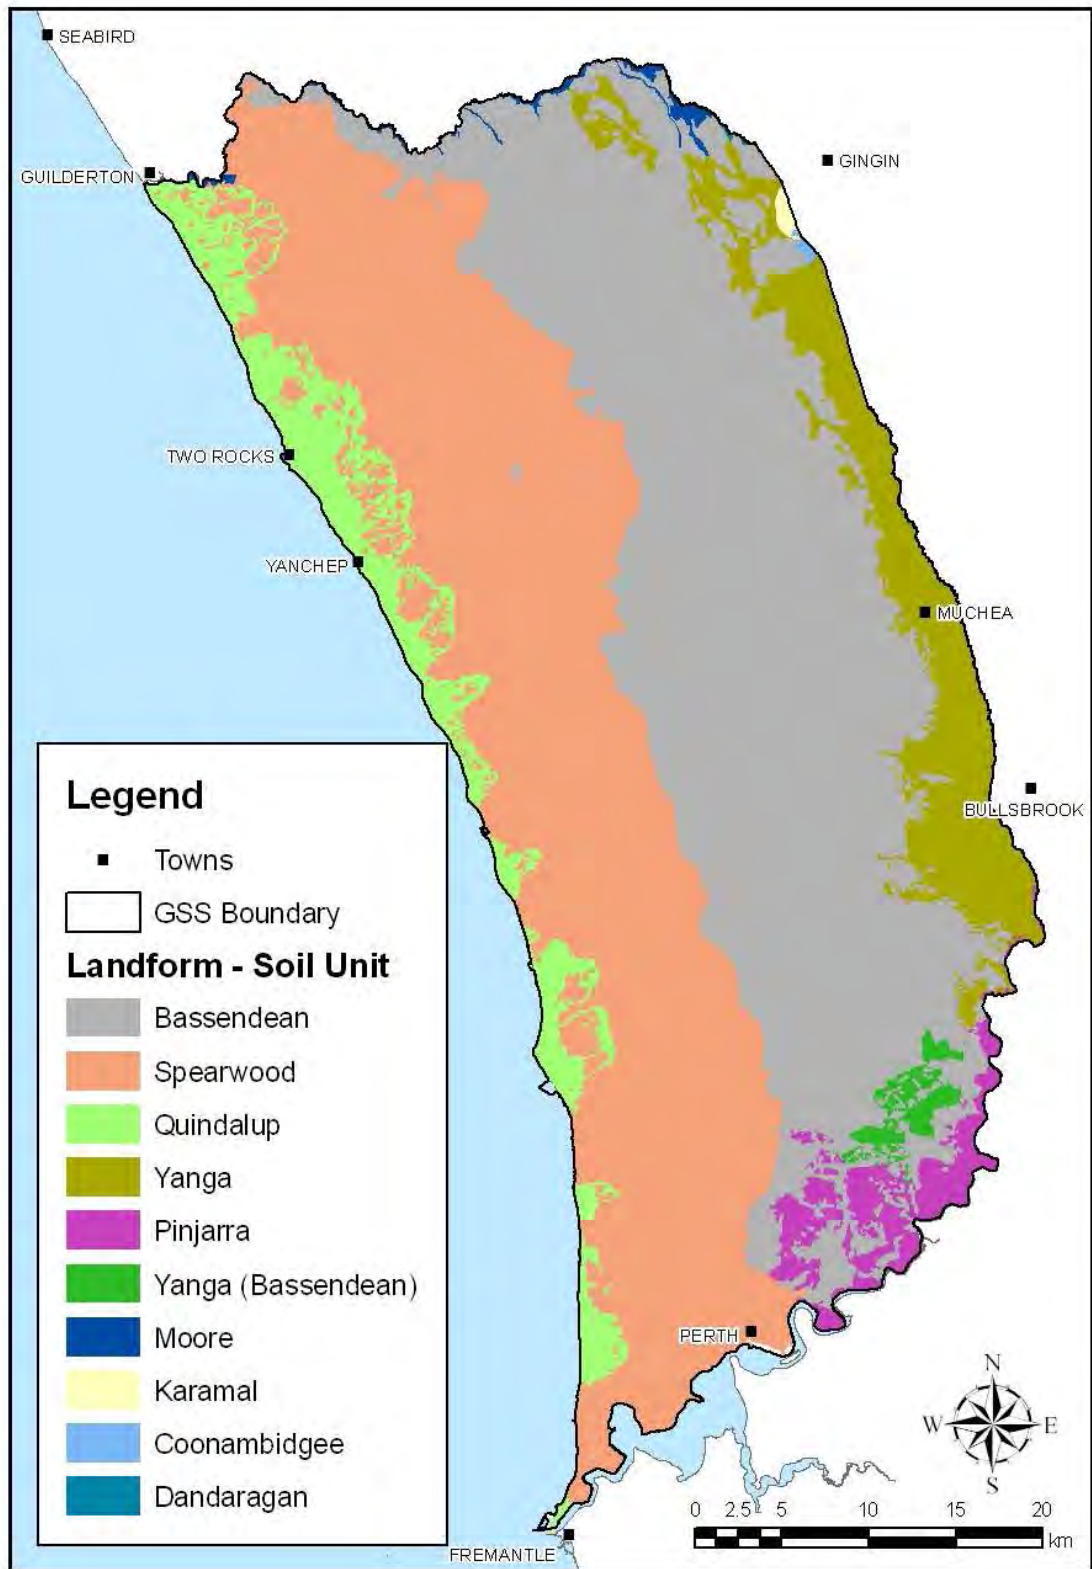 SEABIRD
GINGIN
GUILDERTON
TWO ROCKS
YANCHEP
MUCHEA
BULLSBROOK
Legend
Towns
GSS Boundary
Landform - Soil Unit
Bassendean
Spearwood
Quindalup
Yanga
Pinjarra
Yanga (Bassendean)
Moore
Karamal
Coonambidgee
Dandaragan
PERTH
N
W E
S
0 2.5 5 10 15 20
km
FREMANTLE